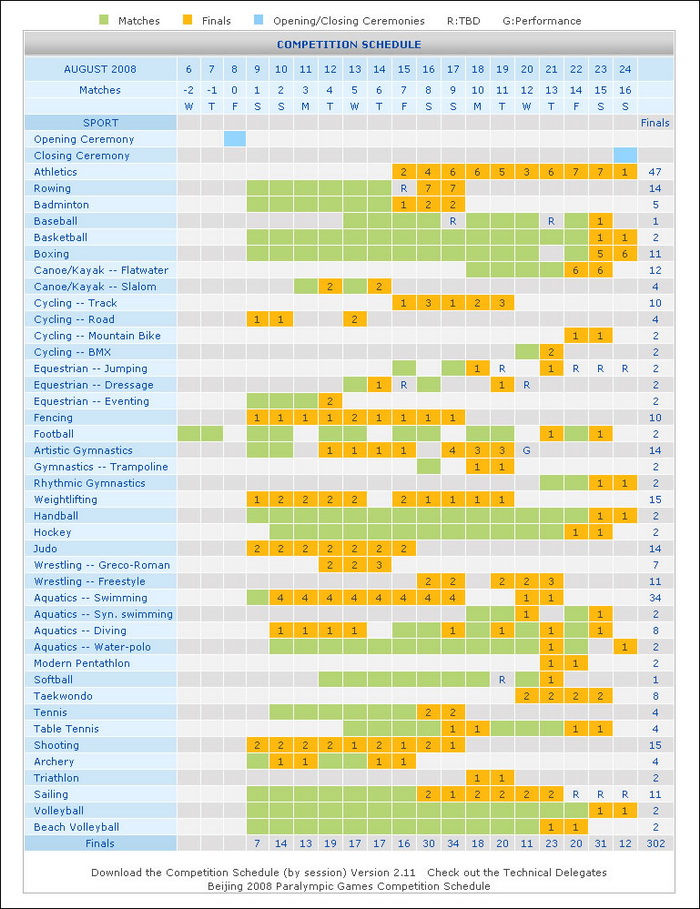 Matches Finals Opening/Closing Ceremonies R:TBD G:Performance
COMPETITION SCHEDULE
AUGUST 2008 6 7 8 9 10 11 12 13 14 15 16 17 18 19 20 21 22 23 24
Matches -2 -1 0 1 2 3 4 5 6 7 8 9 10 11 12 13 14 15 16
W T F S S M T W T F S S M T W T F S S
SPORT Finals
Opening Ceremony
Closing Ceremony
Athletics 2 4 6 6 5 3 6 7 7 1 47
Rowing R 7 7 14
Badminton 1 2 2 5
Baseball R R 1 1
Basketball 1 1 2
Boxing 5 6 11
Canoe/Kayak -- Flatwater 6 6 12
Canoe/Kayak -- Slalom 2 2 4
Cycling -- Track 1 3 1 2 3 10
Cycling -- Road 1 1 2 4
Cycling -- Mountain Bike 1 1 2
Cycling -- BMX 2 2
Equestrian -- Jumping 1 R 1 R R R 2
Equestrian -- Dressage 1 R 1 R 2
Equestrian -- Eventing 2 2
Fencing 1 1 1 1 2 1 1 1 1 10
Football 1 1 2
Artistic Gymnastics 1 1 1 1 4 3 3 G 14
Gymnastics -- Trampoline 1 1 2
Rhythmic Gymnastics 1 1 2
Weightlifting 1 2 2 2 2 2 1 1 1 1 15
Handball 1 1 2
Hockey 1 1 2
Judo 2 2 2 2 2 2 2 14
Wrestling -- Greco-Roman 2 2 3 7
Wrestling -- Freestyle 2 2 2 2 3 11
Aquatics -- Swimming 4 4 4 4 4 4 4 4 1 1 34
Aquatics -- Syn. swimming 1 1 2
Aquatics -- Diving 1 1 1 1 1 1 1 1 8
Aquatics -- Water-polo 1 1 2
Modern Pentathlon 1 1 2
Softball R 1 1
Taekwondo 2 2 2 2 8
Tennis 2 2 4
Table Tennis 1 1 1 1 4
Shooting 2 2 2 2 1 2 1 2 1 15
Archery 1 1 1 1 4
Triathlon 1 1 2
Sailing 2 1 2 2 2 2 R R R 11
Volleyball 1 1 2
Beach Volleyball 1 1 2
Finals 7 14 13 19 17 15 16 30 34 18 20 11 23 20 31 12 302
Download the Competition Schedule (by session) Version 2.11 Check out the Technical Delegates
Beijing 2008 Paralympic Games Competition Schedule